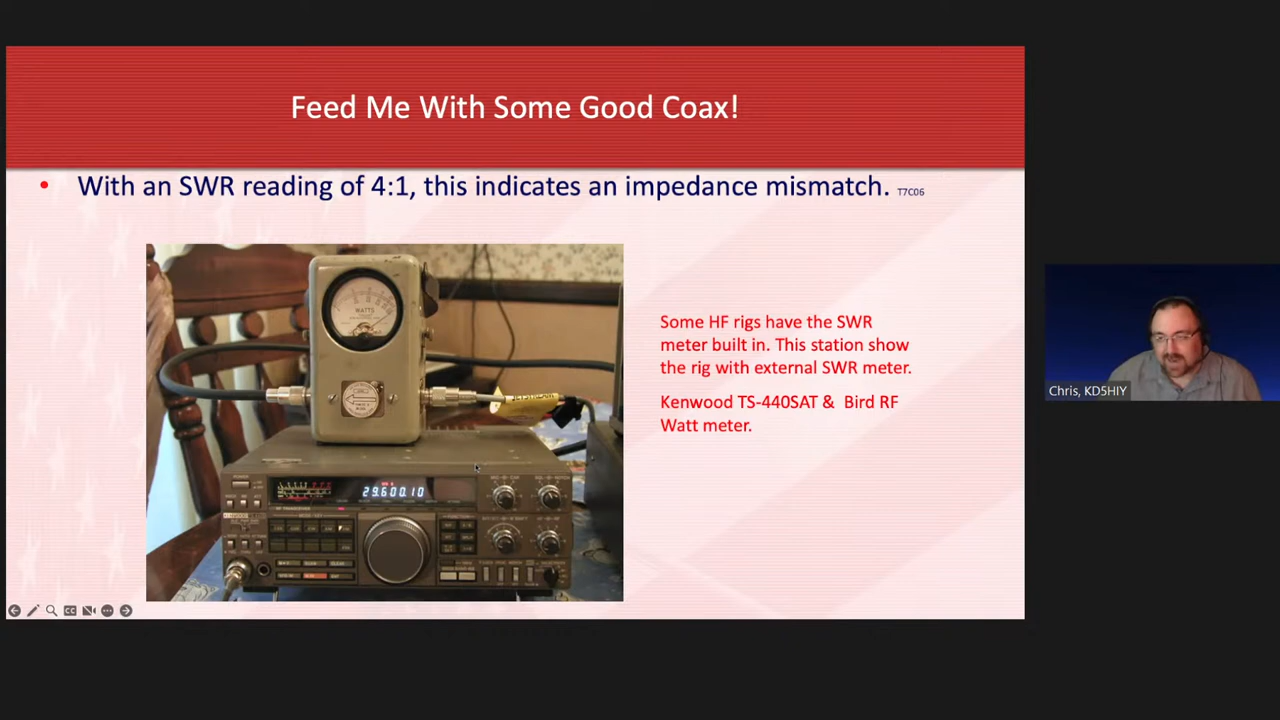 Feed Me With Some Good Coax!
• With an SWR reading of 4:1, this indicates an impedance mismatch. T7C06
WATTS
JETSTREAM
29.600.10
Some HF rigs have the SWR
meter built in. This station show
the rig with external SWR meter.
Kenwood TS-440SAT & Bird RF
Watt meter.
Chris, KD5HIY
CC